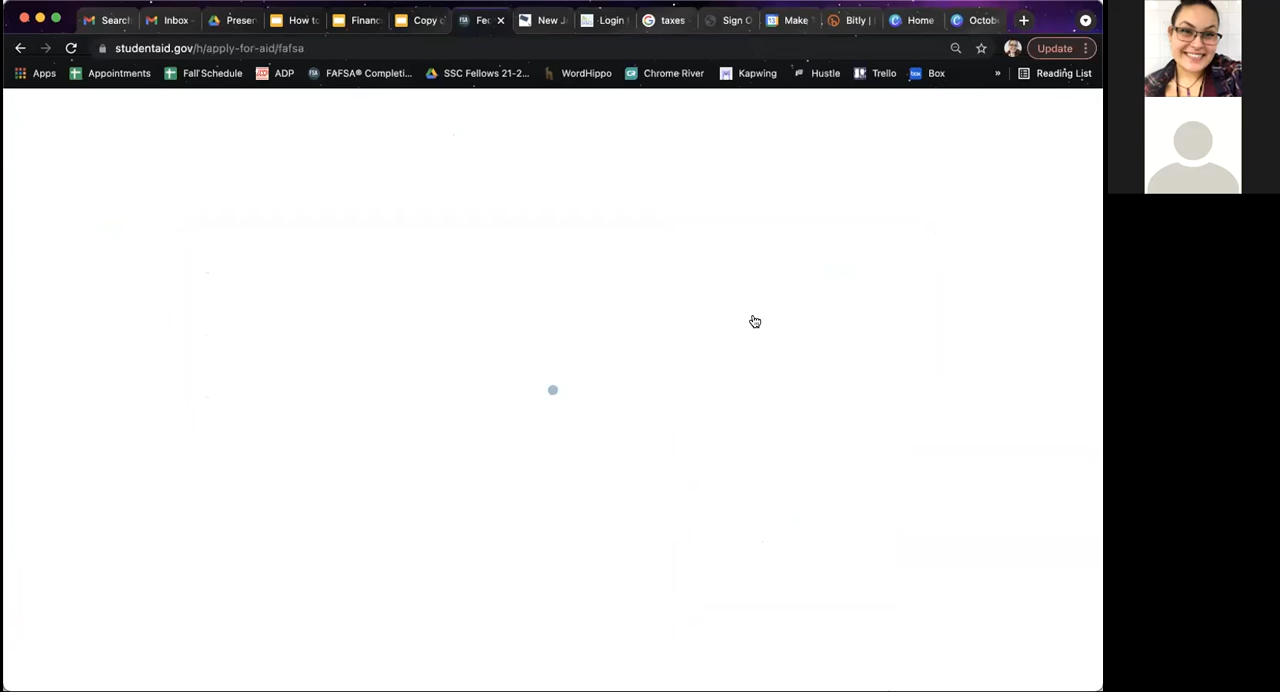 Search Inbox Presen How to Financ Copy o Fed New J Login taxes Sign O Make Bitly | Home Octob
studentaid.gov/h/apply-for-aid/fafsa Update
Apps Appointments Fall Schedule ADP FAFSA® Completi... SSC Fellows 21-2... WordHippo Chrome River Kapwing Hustle Trello Box » Reading List